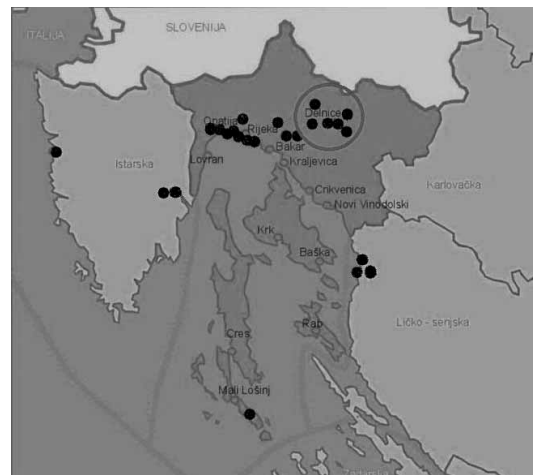 ITALIJA
SLOVENIJA
Delnice
Opatija
Rijeka
Bakar
Lovran
Kraljevica
Istarska
Karlovačka
Crikvenica
Novi Vinodolski
Krk
Baška
Ličko - senjska
Rab
Cres
Mali Lošinj
Zadarska